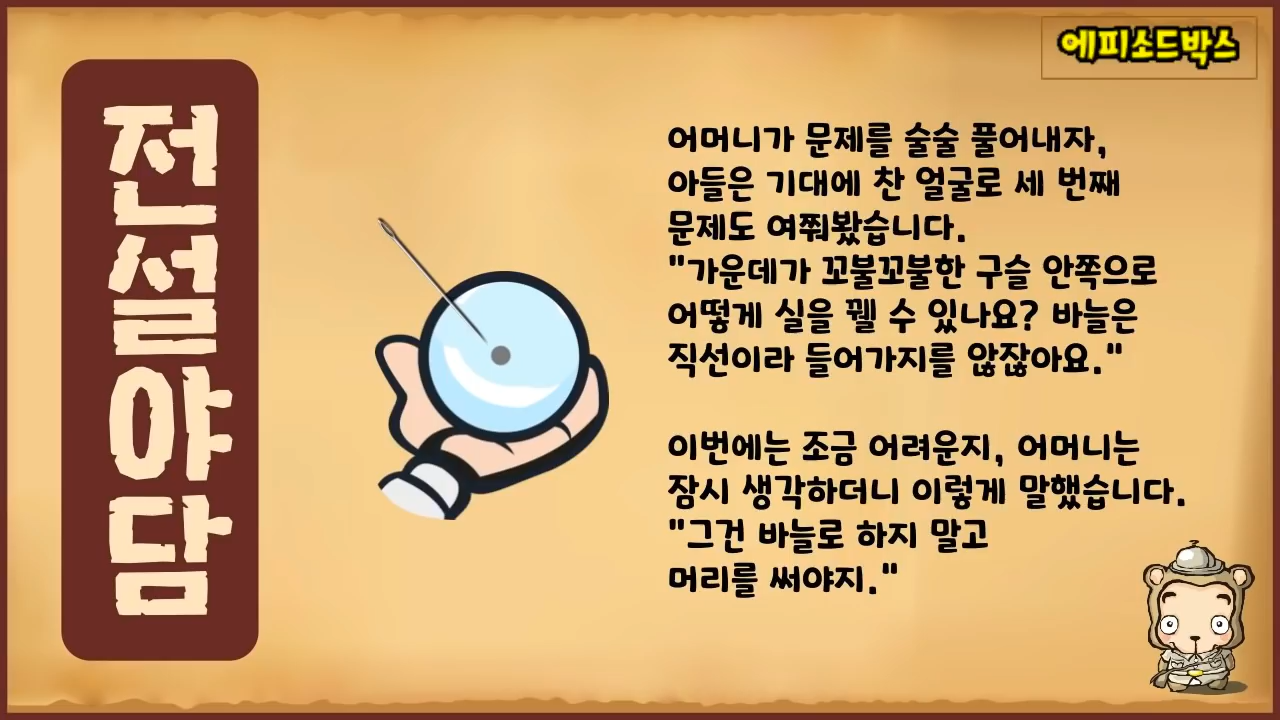 에피소드박스
전설야담
어머니가 문제를 술술 풀어내자,
아들은 기대에 찬 얼굴로 세 번째
문제도 여쭤봤습니다.
"가운데가 꼬불꼬불한 구슬 안쪽으로
어떻게 실을 꿸 수 있나요? 바늘은
직선이라 들어가지를 않잖아요."
이번에는 조금 어려운지, 어머니는
잠시 생각하더니 이렇게 말했습니다.
"그건 바늘로 하지 말고
머리를 써야지."